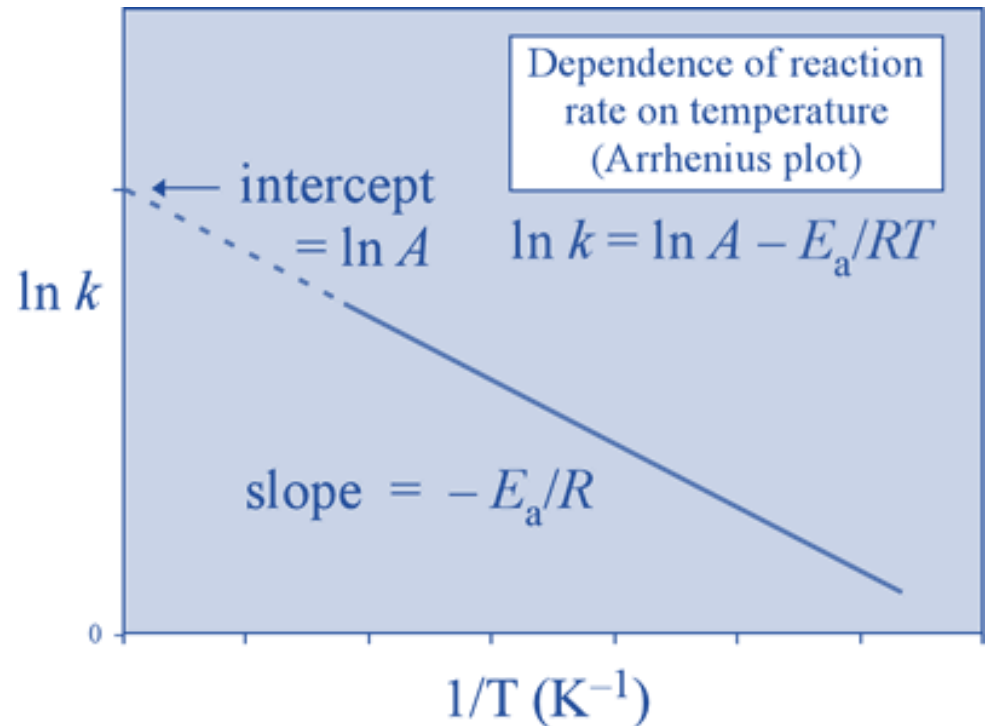 Dependence of reaction
rate on temperature
(Arrhenius plot)
intercept
= ln A
ln k = ln A – Eₐ/RT
ln k
slope = – Eₐ/R
0
1/T (K⁻¹)